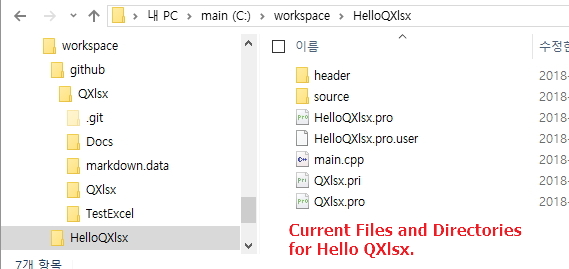 내 PC > main (C:) > workspace > HelloQXlsx
workspace
github
QXlsx
.git
Docs
markdown.data
QXlsx
TestExcel
HelloQXlsx
이름 수정한
header 2018-
source 2018-
HelloQXlsx.pro 2018-
HelloQXlsx.pro.user 2018-
main.cpp 2018-
QXlsx.pri 2018-
QXlsx.pro 2018-
Current Files and Directories
for Hello QXlsx.
7개 항목